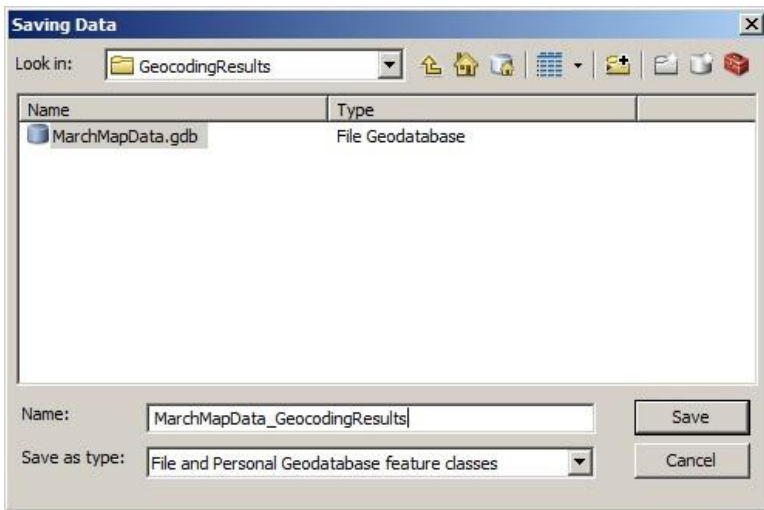 Saving Data
Look in: GeocodingResults
Name Type
MarchMapData.gdb File Geodatabase
Name: MarchMapData_GeocodingResults Save
Save as type: File and Personal Geodatabase feature classes Cancel